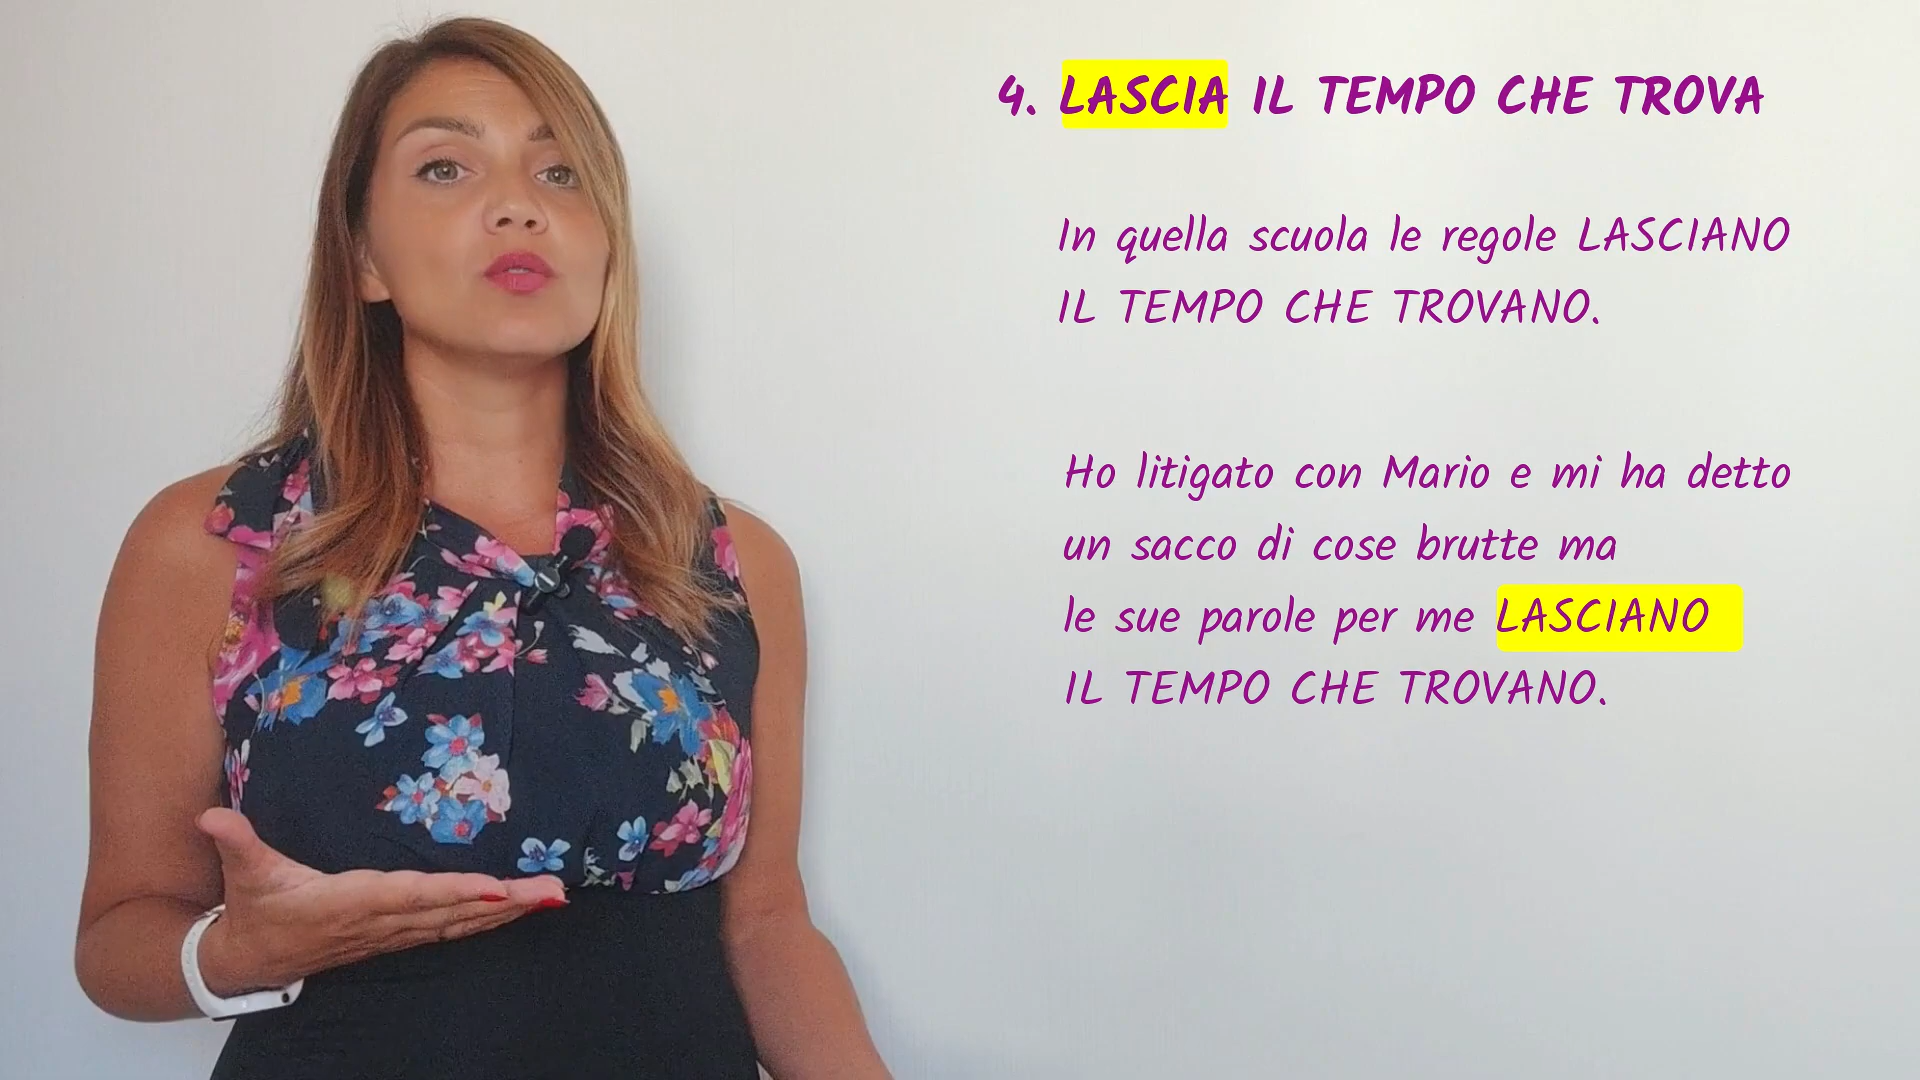 4. LASCIA IL TEMPO CHE TROVA
In quella scuola le regole LASCIANO
IL TEMPO CHE TROVANO.
Ho litigato con Mario e mi ha detto
un sacco di cose brutte ma
le sue parole per me LASCIANO
IL TEMPO CHE TROVANO.